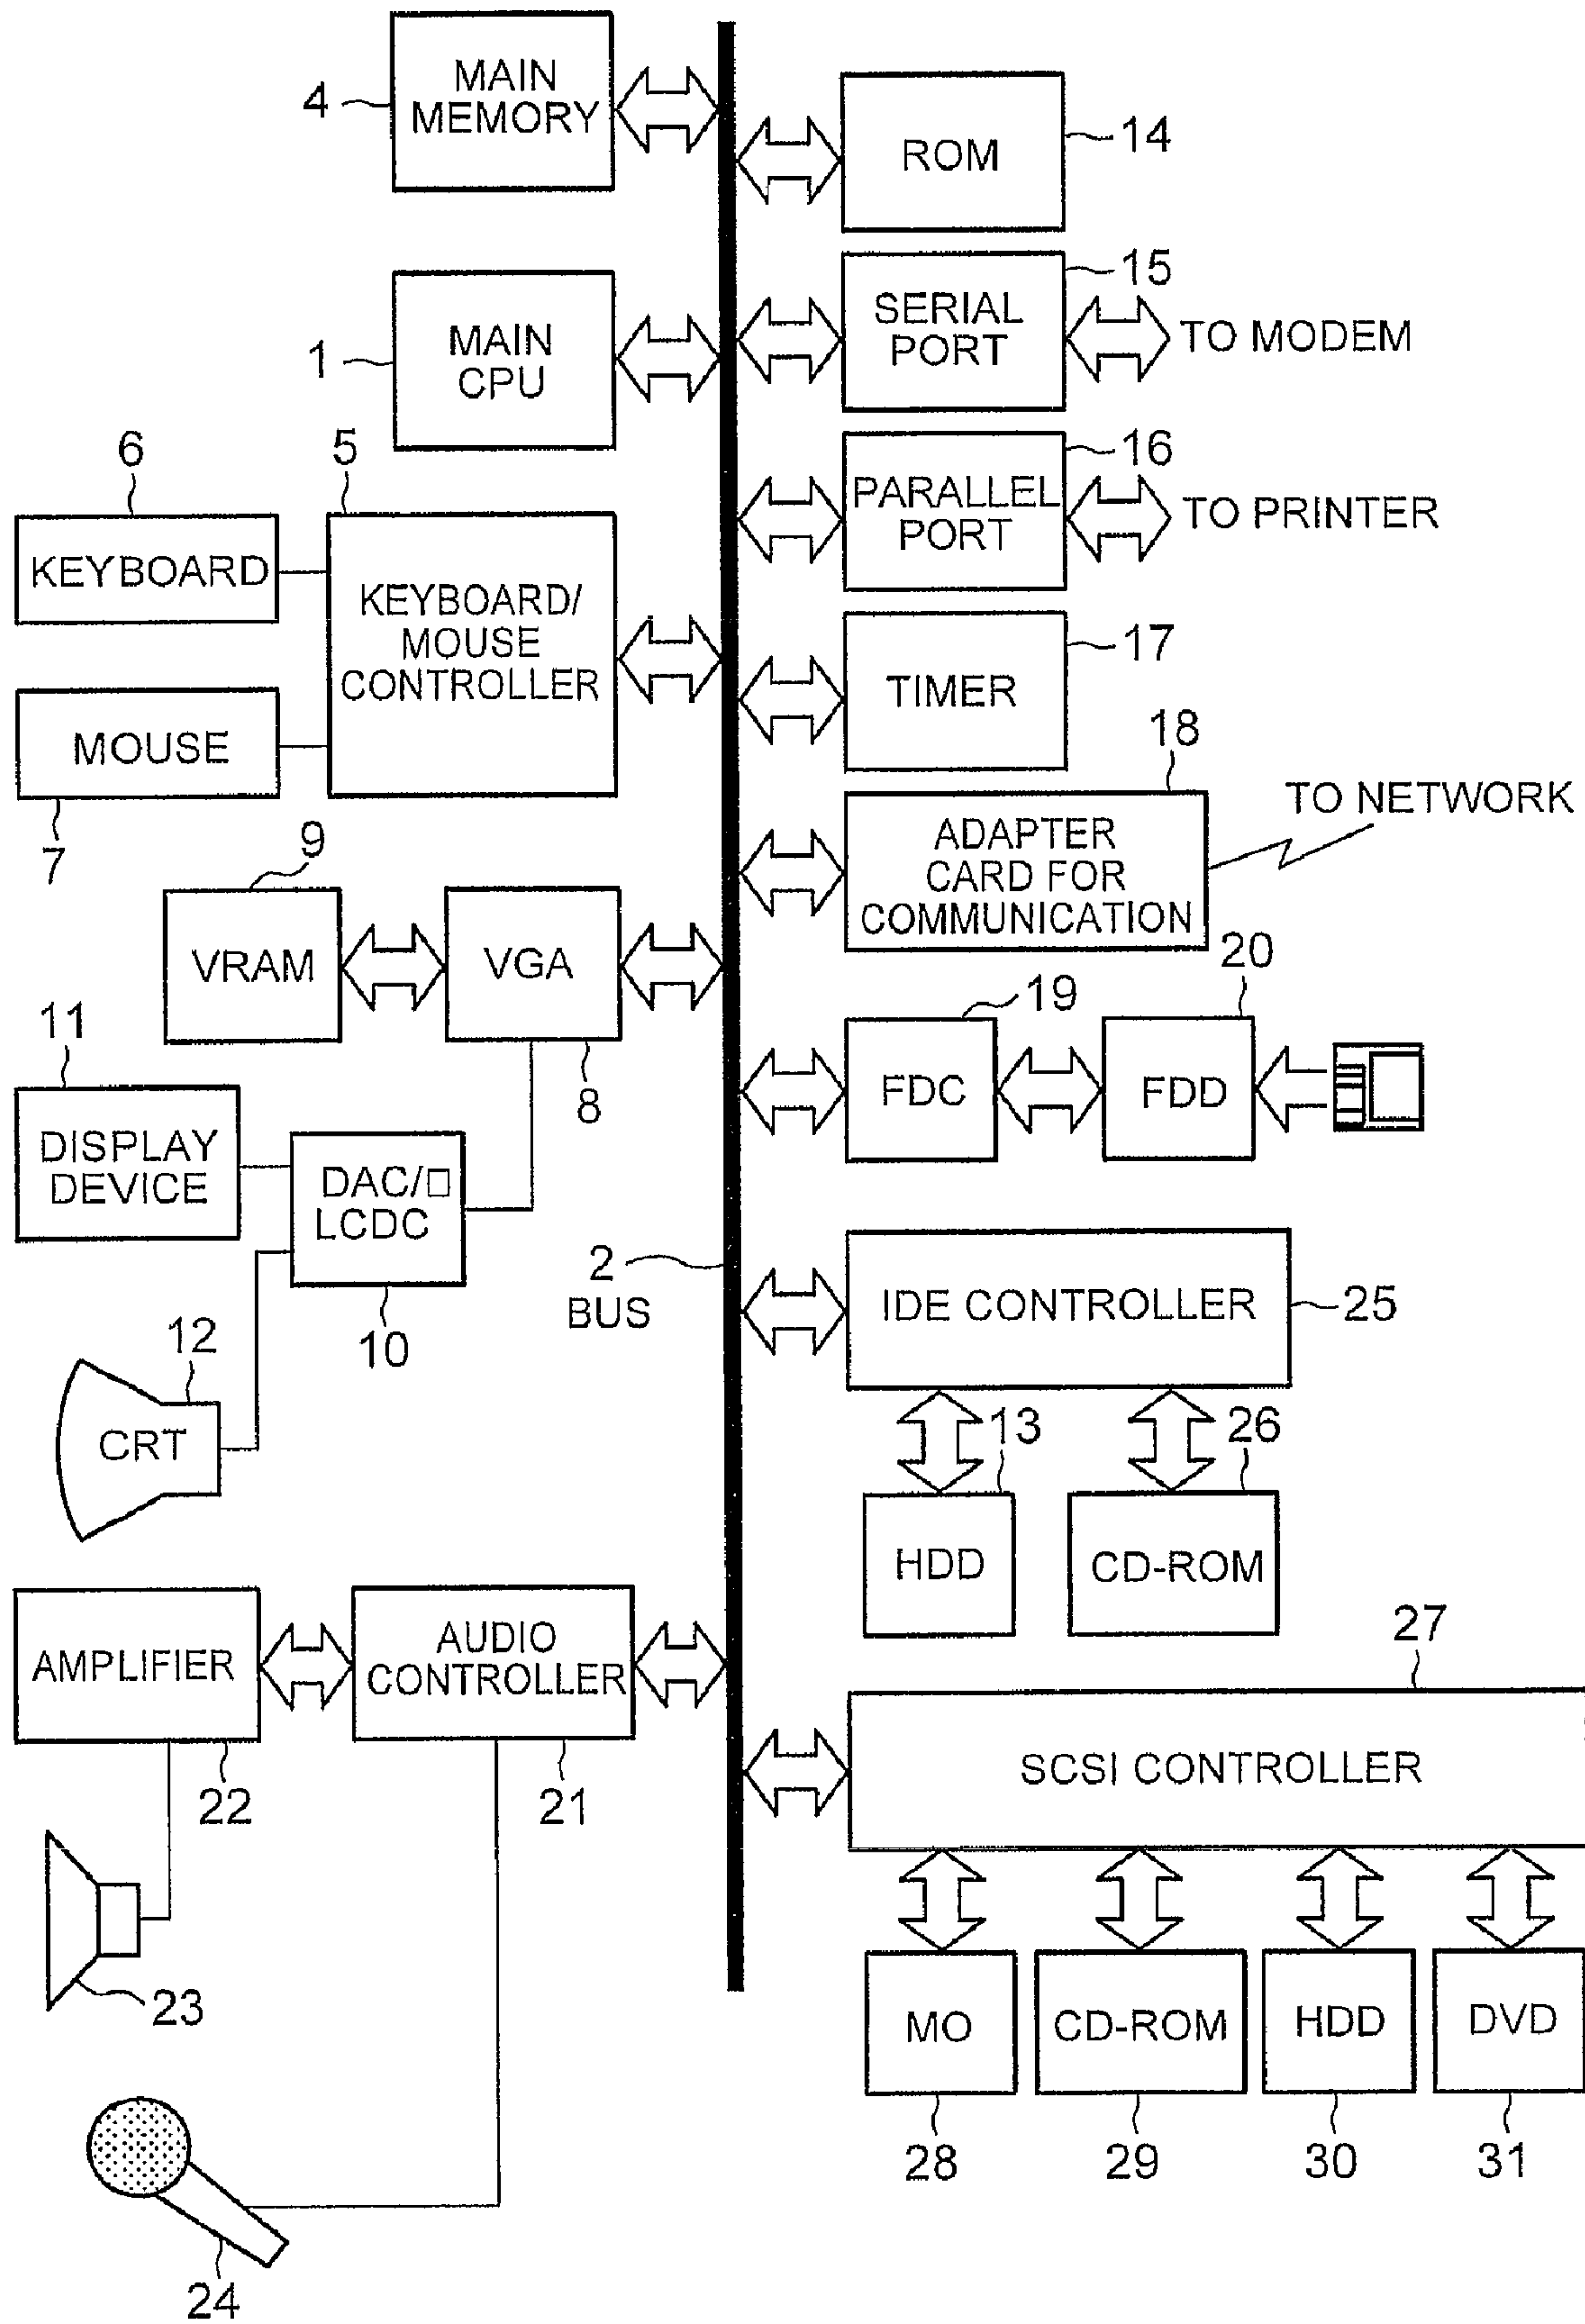 MAIN
MEMORY
4
ROM
14
MAIN
CPU
1
SERIAL
PORT
15
TO MODEM
PARALLEL
PORT
16
TO PRINTER
6
KEYBOARD
5
KEYBOARD/
MOUSE
CONTROLLER
MOUSE
7
TIMER
17
18
ADAPTER
CARD FOR
COMMUNICATION
TO NETWORK
9
VRAM
VGA
8
19
FDC
20
FDD
11
DISPLAY
DEVICE
DAC/□
LCDC
10
2
BUS
IDE CONTROLLER
25
12
CRT
13
HDD
26
CD-ROM
AMPLIFIER
22
AUDIO
CONTROLLER
21
27
SCSI CONTROLLER
23
MO
28
CD-ROM
29
HDD
30
DVD
31
24